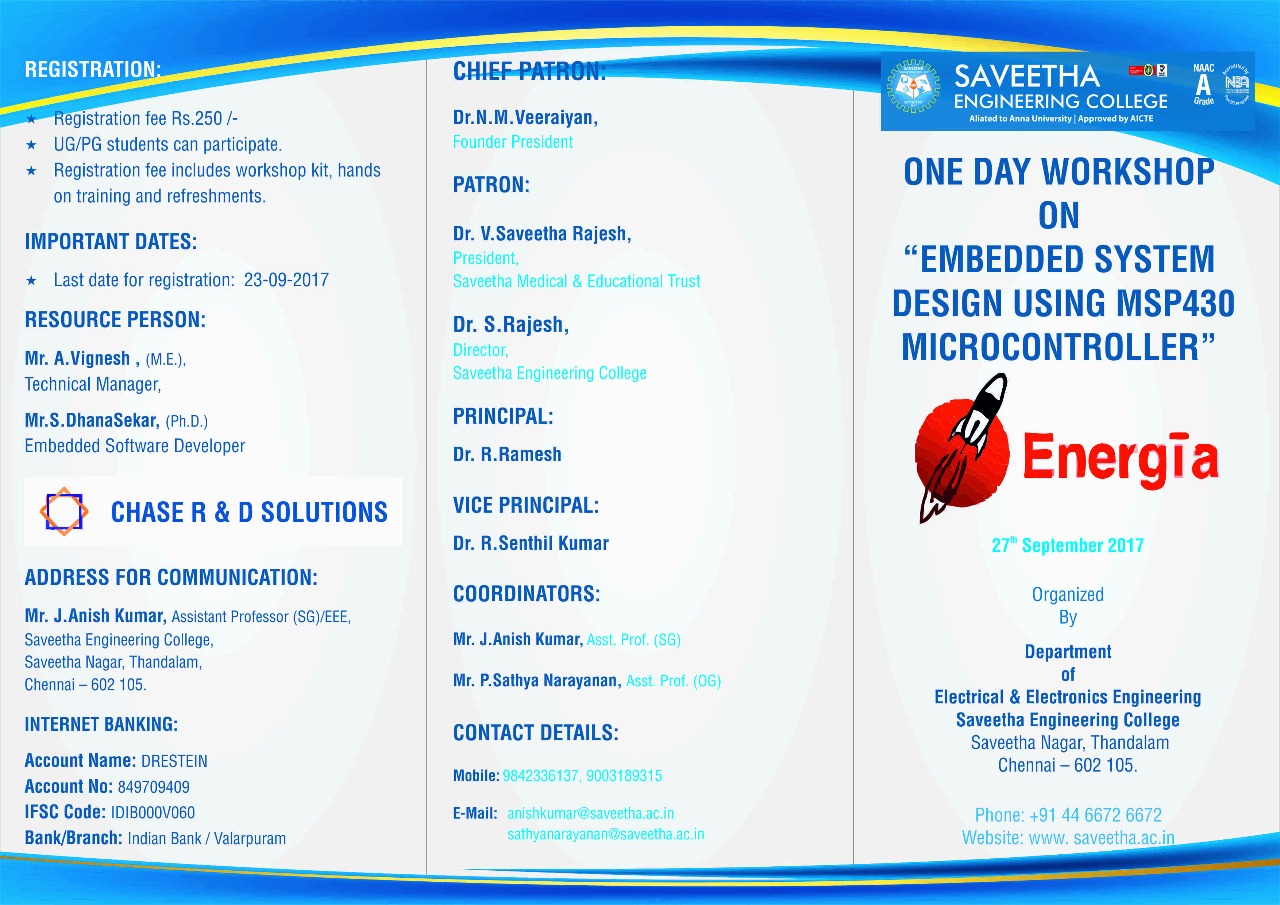 REGISTRATION:
★ Registration fee Rs.250 /-
★ UG/PG students can participate.
★ Registration fee includes workshop kit, hands
on training and refreshments.
IMPORTANT DATES:
★ Last date for registration: 23-09-2017
RESOURCE PERSON:
Mr. A.Vignesh , (M.E.),
Technical Manager,
Mr.S.DhanaSekar, (Ph.D.)
Embedded Software Developer
CHASE R & D SOLUTIONS
ADDRESS FOR COMMUNICATION:
Mr. J.Anish Kumar, Assistant Professor (SG)/EEE,
Saveetha Engineering College,
Saveetha Nagar, Thandalam,
Chennai – 602 105.
INTERNET BANKING:
Account Name: DRESTEIN
Account No: 849709409
IFSC Code: IDIB000V060
Bank/Branch: Indian Bank / Valarpuram
CHIEF PATRON:
Dr.N.M.Veeraiyan,
Founder President
PATRON:
Dr. V.Saveetha Rajesh,
President,
Saveetha Medical & Educational Trust
Dr. S.Rajesh,
Director,
Saveetha Engineering College
PRINCIPAL:
Dr. R.Ramesh
VICE PRINCIPAL:
Dr. R.Senthil Kumar
COORDINATORS:
Mr. J.Anish Kumar, Asst. Prof. (SG)
Mr. P.Sathya Narayanan, Asst. Prof. (OG)
CONTACT DETAILS:
Mobile: 9842336137, 9003189315
E-Mail: anishkumar@saveetha.ac.in
sathyanarayanan@saveetha.ac.in
SAVEETHA
ENGINEERING COLLEGE
Aliated to Anna University | Approved by AICTE
NAAC
A
Grade
NBA
ONE DAY WORKSHOP
ON
“EMBEDDED SYSTEM
DESIGN USING MSP430
MICROCONTROLLER”
Energīa
27th September 2017
Organized
By
Department
of
Electrical & Electronics Engineering
Saveetha Engineering College
Saveetha Nagar, Thandalam
Chennai – 602 105.
Phone: +91 44 6672 6672
Website: www. saveetha.ac.in